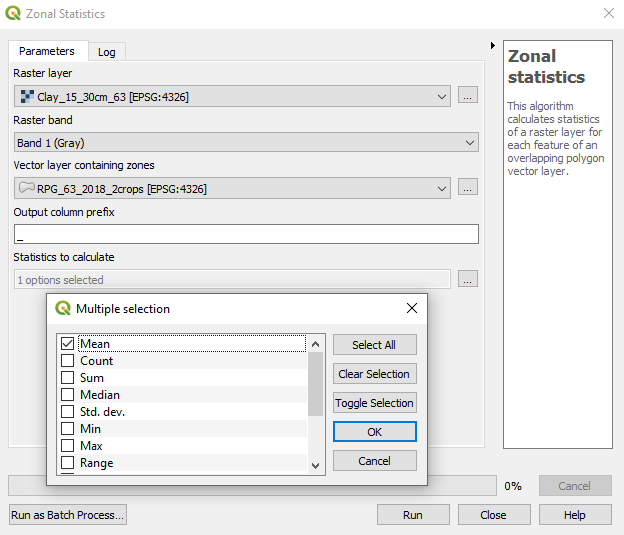 Zonal Statistics
Parameters
Log
Raster layer
Clay_15_30cm_63 [EPSG:4326]
...
Raster band
Band 1 (Gray)
Vector layer containing zones
RPG_63_2018_2crops [EPSG:4326]
...
Output column prefix
_
Statistics to calculate
1 options selected
...
Multiple selection
Mean
Count
Sum
Median
Std. dev.
Min
Max
Range
Select All
Clear Selection
Toggle Selection
OK
Cancel
Zonal
statistics
This algorithm
calculates statistics
of a raster layer for
each feature of an
overlapping polygon
vector layer.
0%
Cancel
Run as Batch Process...
Run
Close
Help